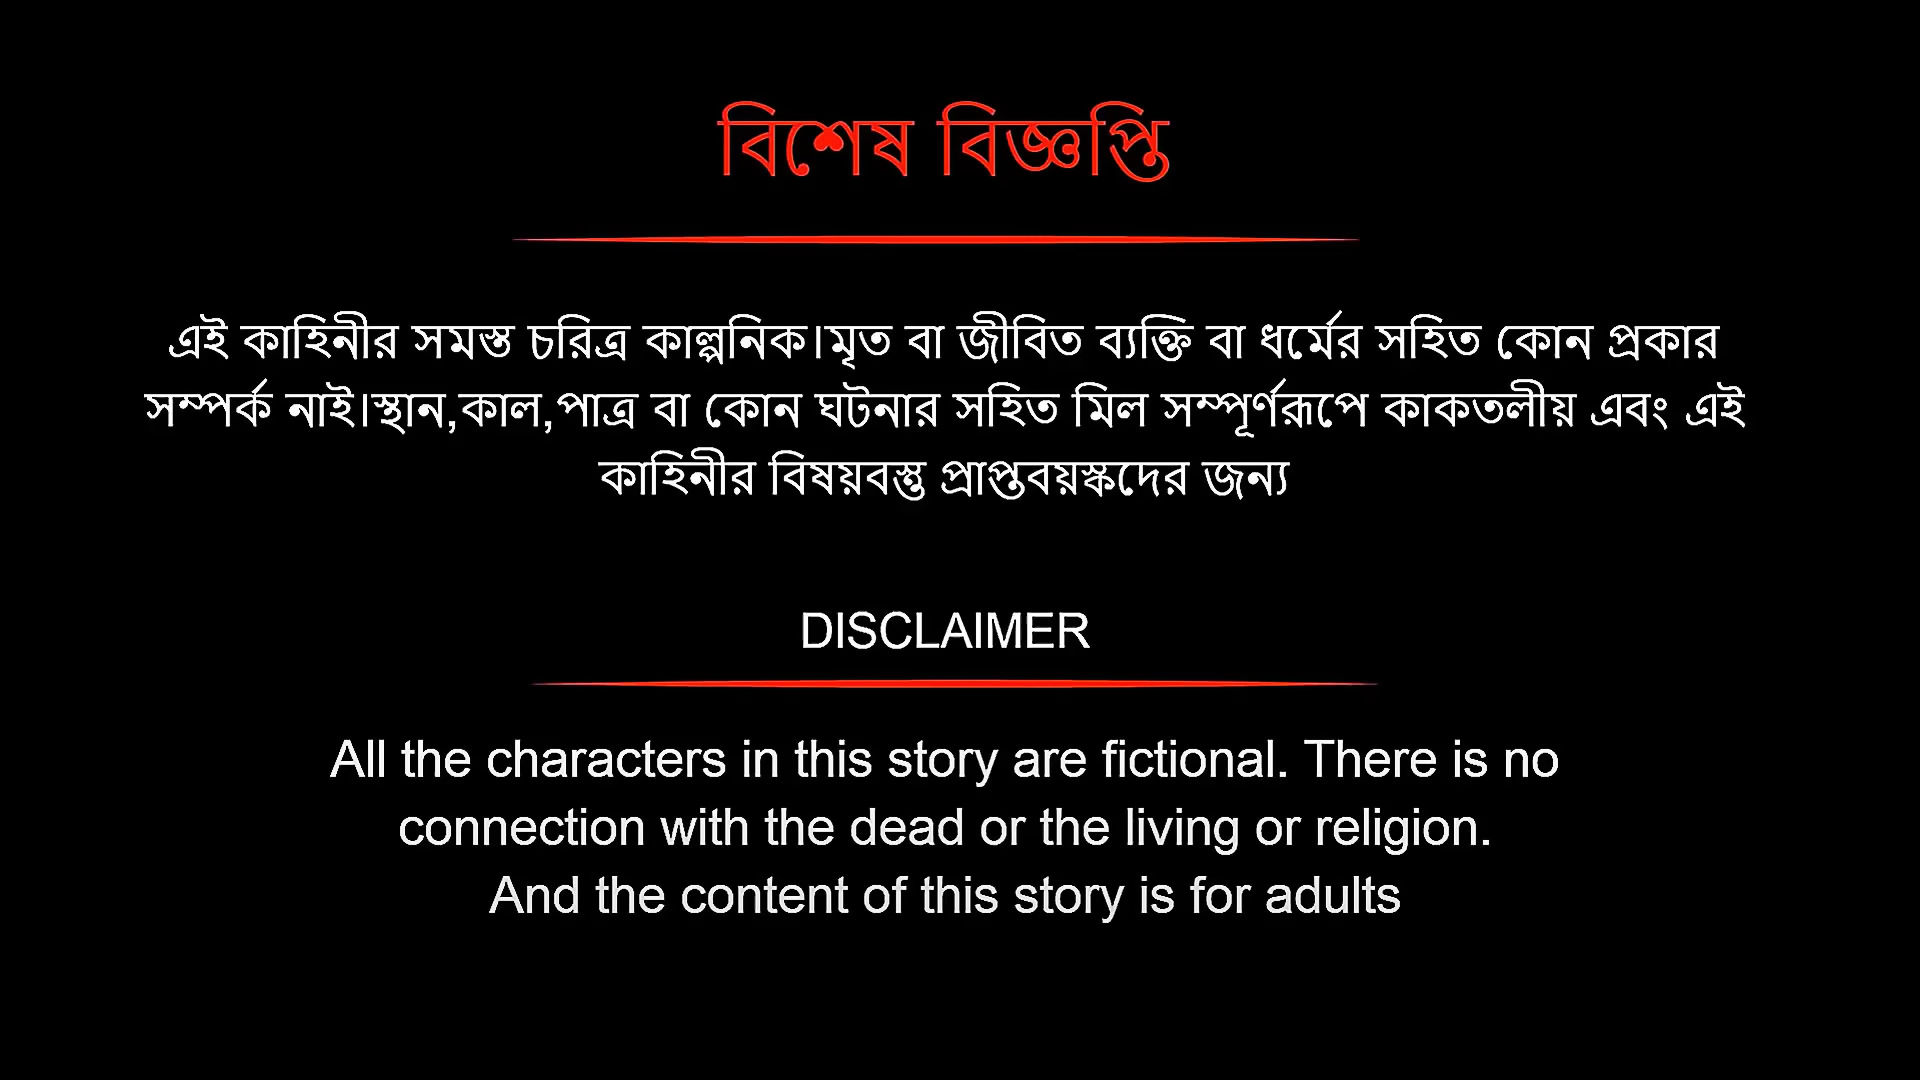 বিশেষ বিজ্ঞপ্তি
এই কাহিনীর সমস্ত চরিত্র কাল্পনিক।মৃত বা জীবিত ব্যক্তি বা ধর্মের সহিত কোন প্রকার
সম্পর্ক নাই।স্থান,কাল,পাত্র বা কোন ঘটনার সহিত মিল সম্পূর্ণরূপে কাকতলীয় এবং এই
কাহিনীর বিষয়বস্তু প্রাপ্তবয়স্কদের জন্য
DISCLAIMER
All the characters in this story are fictional. There is no
connection with the dead or the living or religion.
And the content of this story is for adults